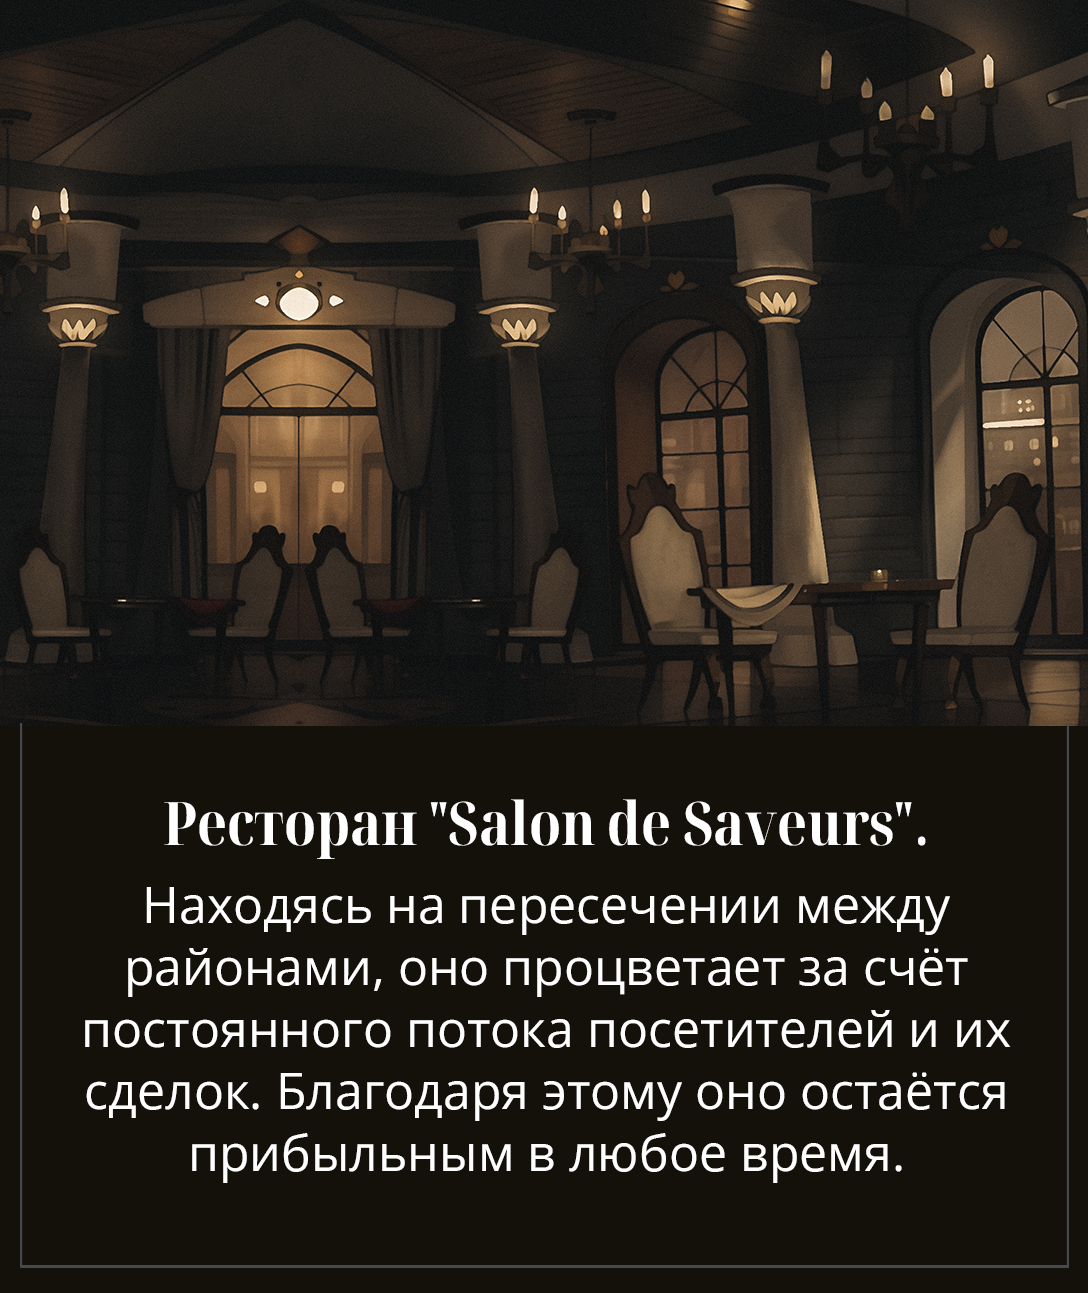 Ресторан "Salon de Saveurs".
Находясь на пересечении между
районами, оно процветает за счёт
постоянного потока посетителей и их
сделок. Благодаря этому оно остаётся
прибыльным в любое время.